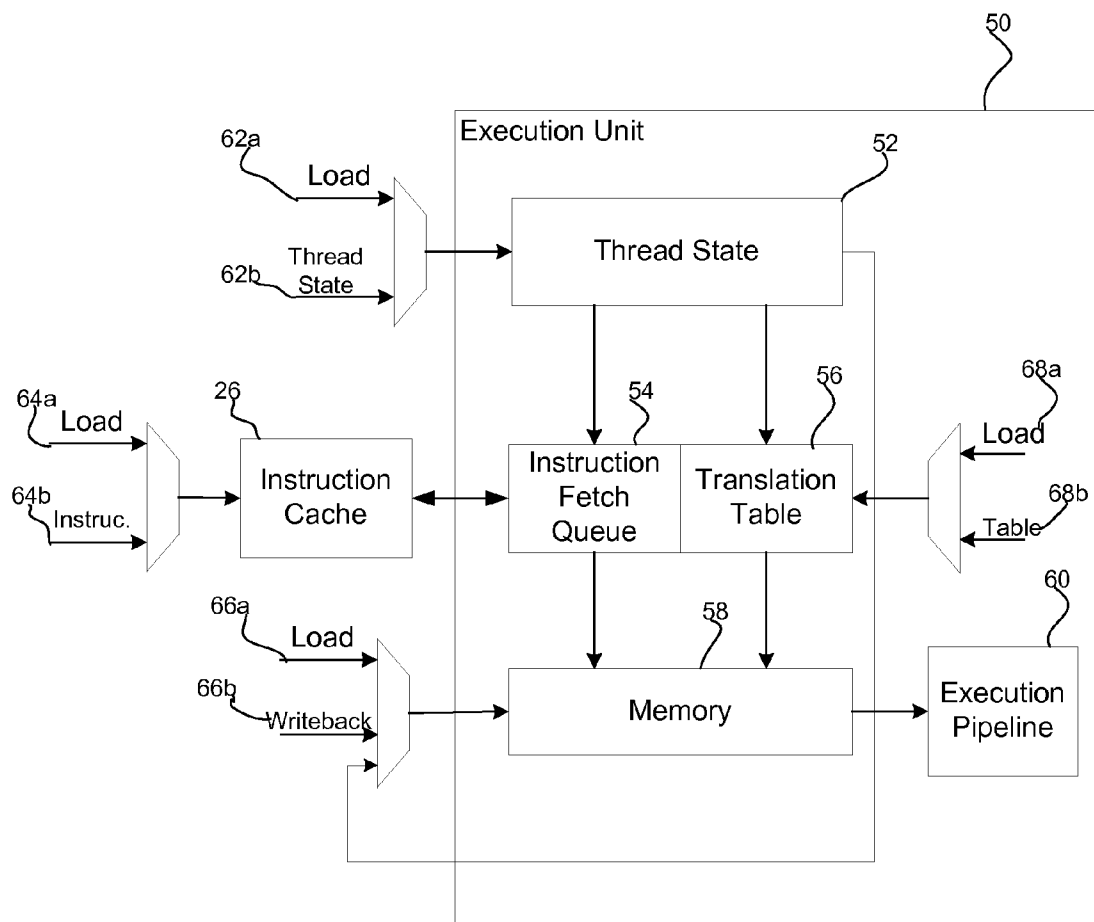 50
Execution Unit
62a
Load
52
Thread State
Thread
State
62b
64a
Load
26
Instruction
Cache
64b
Instruc.
54
Instruction
Fetch
Queue
56
Translation
Table
68a
Load
68b
Table
66a
Load
66b
Writeback
58
Memory
60
Execution
Pipeline